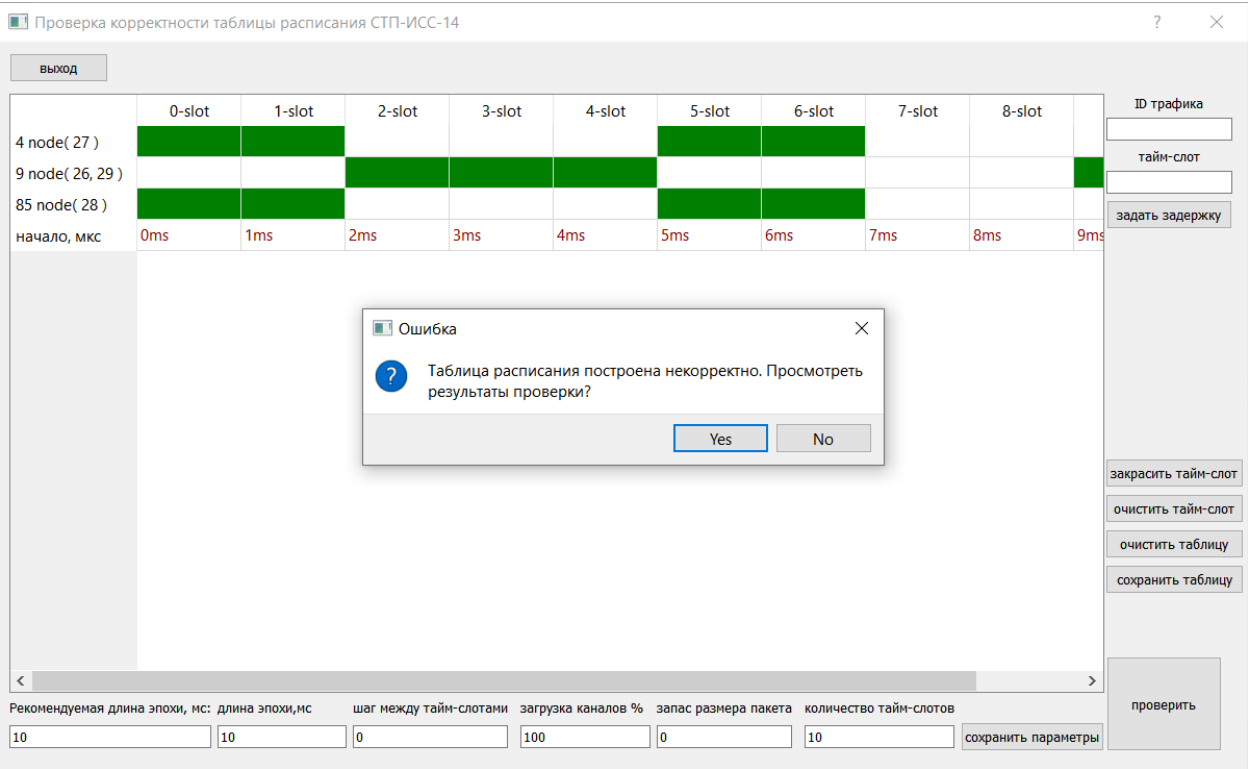 Проверка корректности таблицы расписания СТП-ИСС-14
выход
0-slot 1-slot 2-slot 3-slot 4-slot 5-slot 6-slot 7-slot 8-slot
4 node( 27 )
9 node( 26, 29 )
85 node( 28 )
начало, мкс 0ms 1ms 2ms 3ms 4ms 5ms 6ms 7ms 8ms 9ms
ID трафика
тайм-слот
задать задержку
Ошибка
Таблица расписания построена некорректно. Просмотреть
результаты проверки?
Yes No
закрасить тайм-слот
очистить тайм-слот
очистить таблицу
сохранить таблицу
проверить
Рекомендуемая длина эпохи, мс: длина эпохи,мс шаг между тайм-слотами загрузка каналов % запас размера пакета количество тайм-слотов
10 10 0 100 0 10 сохранить параметры